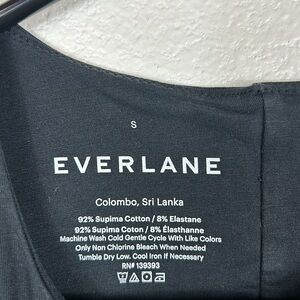 S
EVERLANE
Colombo, Sri Lanka
92% Supima Cotton / 8% Elastane
92% Supima Cotton / 8% Élasthanne
Machine Wash Cold Gentle Cycle With Like Colors
Only Non Chlorine Bleach When Needed
Tumble Dry Low. Cool Iron If Necessary
RN# 139393